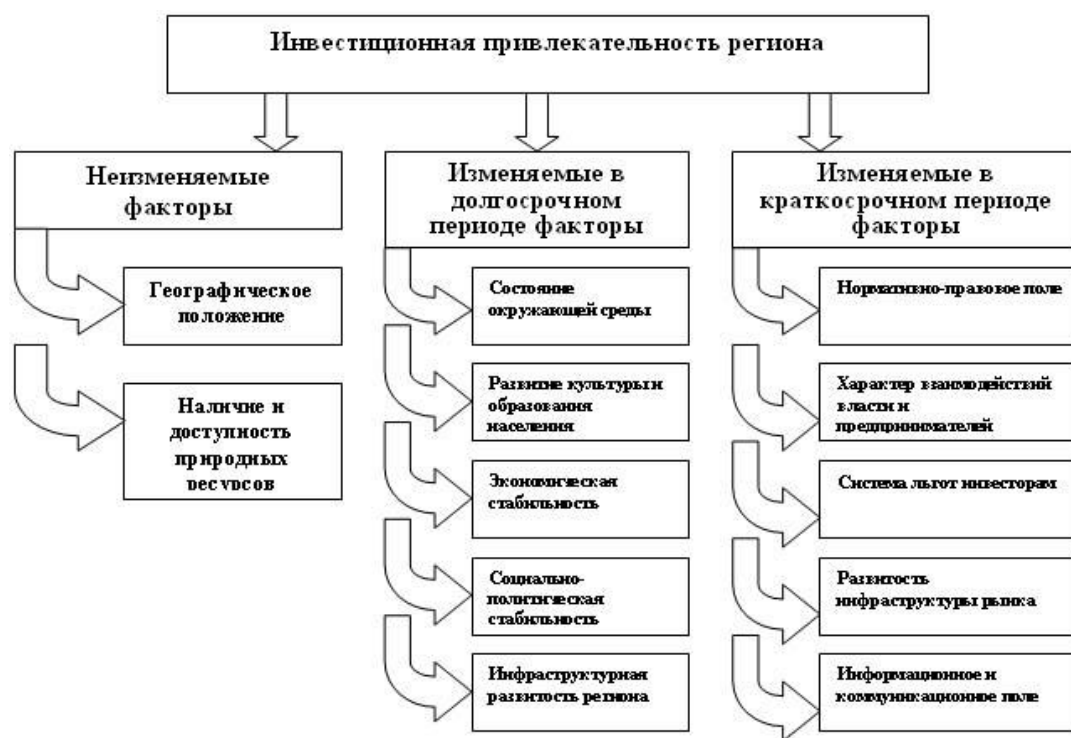 Инвестиционная привлекательность региона
Неизменяемые
факторы
Географическое
положение
Наличие и
доступность
природных
ресурсов
Изменяемые в
долгосрочном
периоде факторы
Состояние
окружающей среды
Развитие культуры и
образования
населения
Экономическая
стабильность
Социально-
политическая
стабильность
Инфраструктурная
развитость региона
Изменяемые в
краткосрочном периоде
факторы
Нормативно-правовое поле
Характер взаимодействий
власти и
предпринимателей
Система льгот инвесторам
Развитость
инфраструктуры рынка
Информационное и
коммуникационное поле